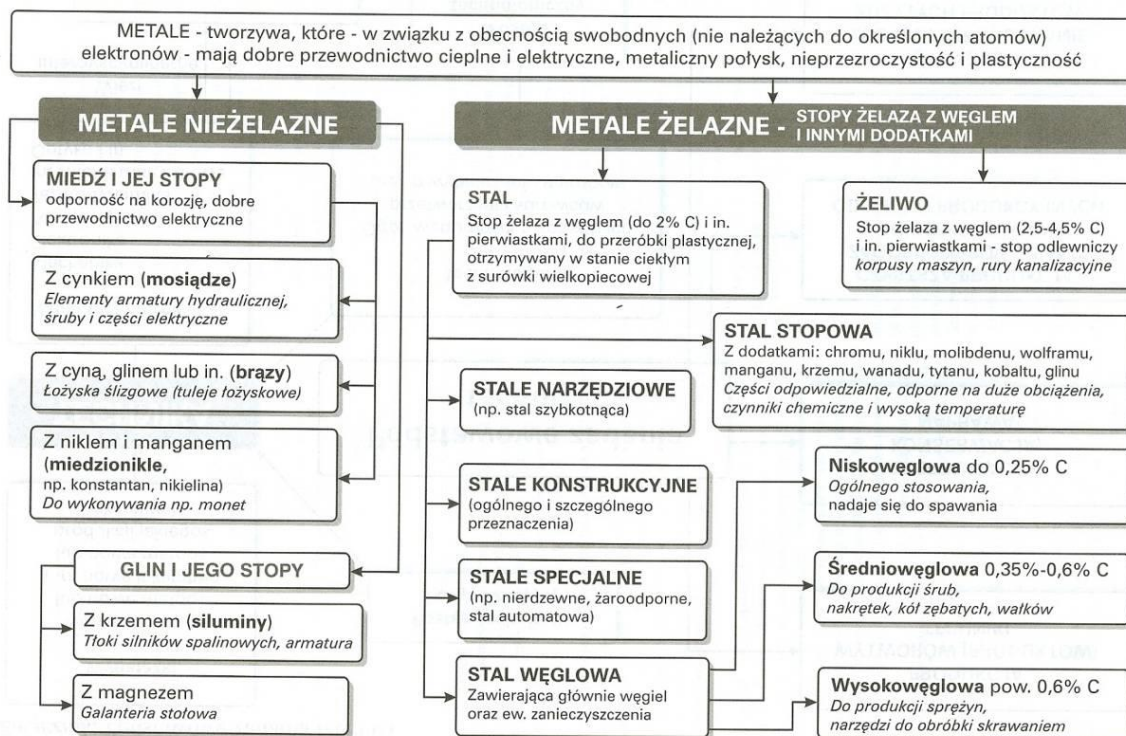 METALE - tworzywa, które - w związku z obecnością swobodnych (nie należących do określonych atomów)
elektronów - mają dobre przewodnictwo cieplne i elektryczne, metaliczny połysk, nieprzezroczystość i plastyczność
METALE NIEŻELAZNE
MIEDŹ I JEJ STOPY
odporność na korozję, dobre
przewodnictwo elektryczne
Z cynkiem (mosiądze)
Elementy armatury hydraulicznej,
śruby i części elektryczne
Z cyną, glinem lub in. (brązy)
Łożyska ślizgowe (tuleje łożyskowe)
Z niklem i manganem
(miedzionikle,
np. konstantan, nikielina)
Do wykonywania np. monet
GLIN I JEGO STOPY
Z krzemem (siluminy)
Tłoki silników spalinowych, armatura
Z magnezem
Galanteria stołowa
METALE ŻELAZNE - STOPY ŻELAZA Z WĘGLEM
I INNYMI DODATKAMI
STAL
Stop żelaza z węglem (do 2% C) i in.
pierwiastkami, do przeróbki plastycznej,
otrzymywany w stanie ciekłym
z surówki wielkopiecowej
ŻELIWO
Stop żelaza z węglem (2,5-4,5% C)
i in. pierwiastkami - stop odlewniczy
korpusy maszyn, rury kanalizacyjne
STAL STOPOWA
Z dodatkami: chromu, niklu, molibdenu, wolframu,
manganu, krzemu, wanadu, tytanu, kobaltu, glinu
Części odpowiedzialne, odporne na duże obciążenia,
czynniki chemiczne i wysoką temperaturę
STALE NARZĘDZIOWE
(np. stal szybkotnąca)
STALE KONSTRUKCYJNE
(ogólnego i szczególnego
przeznaczenia)
STALE SPECJALNE
(np. nierdzewne, żaroodporne,
stal automatowa)
STAL WĘGLOWA
Zawierająca głównie węgiel
oraz ew. zanieczyszczenia
Niskowęglowa do 0,25% C
Ogólnego stosowania,
nadaje się do spawania
Średniowęglowa 0,35%-0,6% C
Do produkcji śrub,
nakrętek, kół zębatych, wałków
Wysokowęglowa pow. 0,6% C
Do produkcji sprężyn,
narzędzi do obróbki skrawaniem